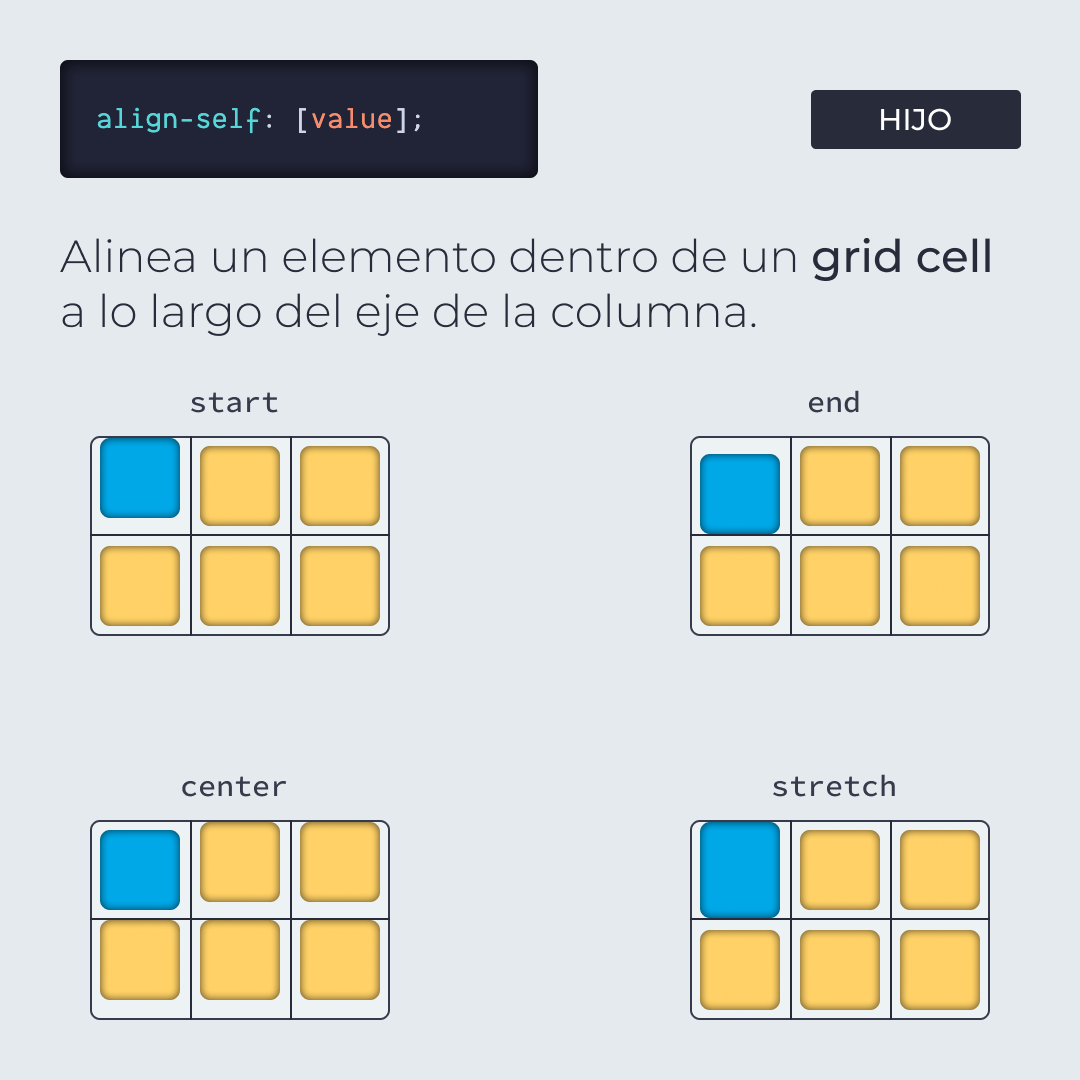 align-self: [value];
HIJO
Alinea un elemento dentro de un grid cell
a lo largo del eje de la columna.
start
end
center
stretch